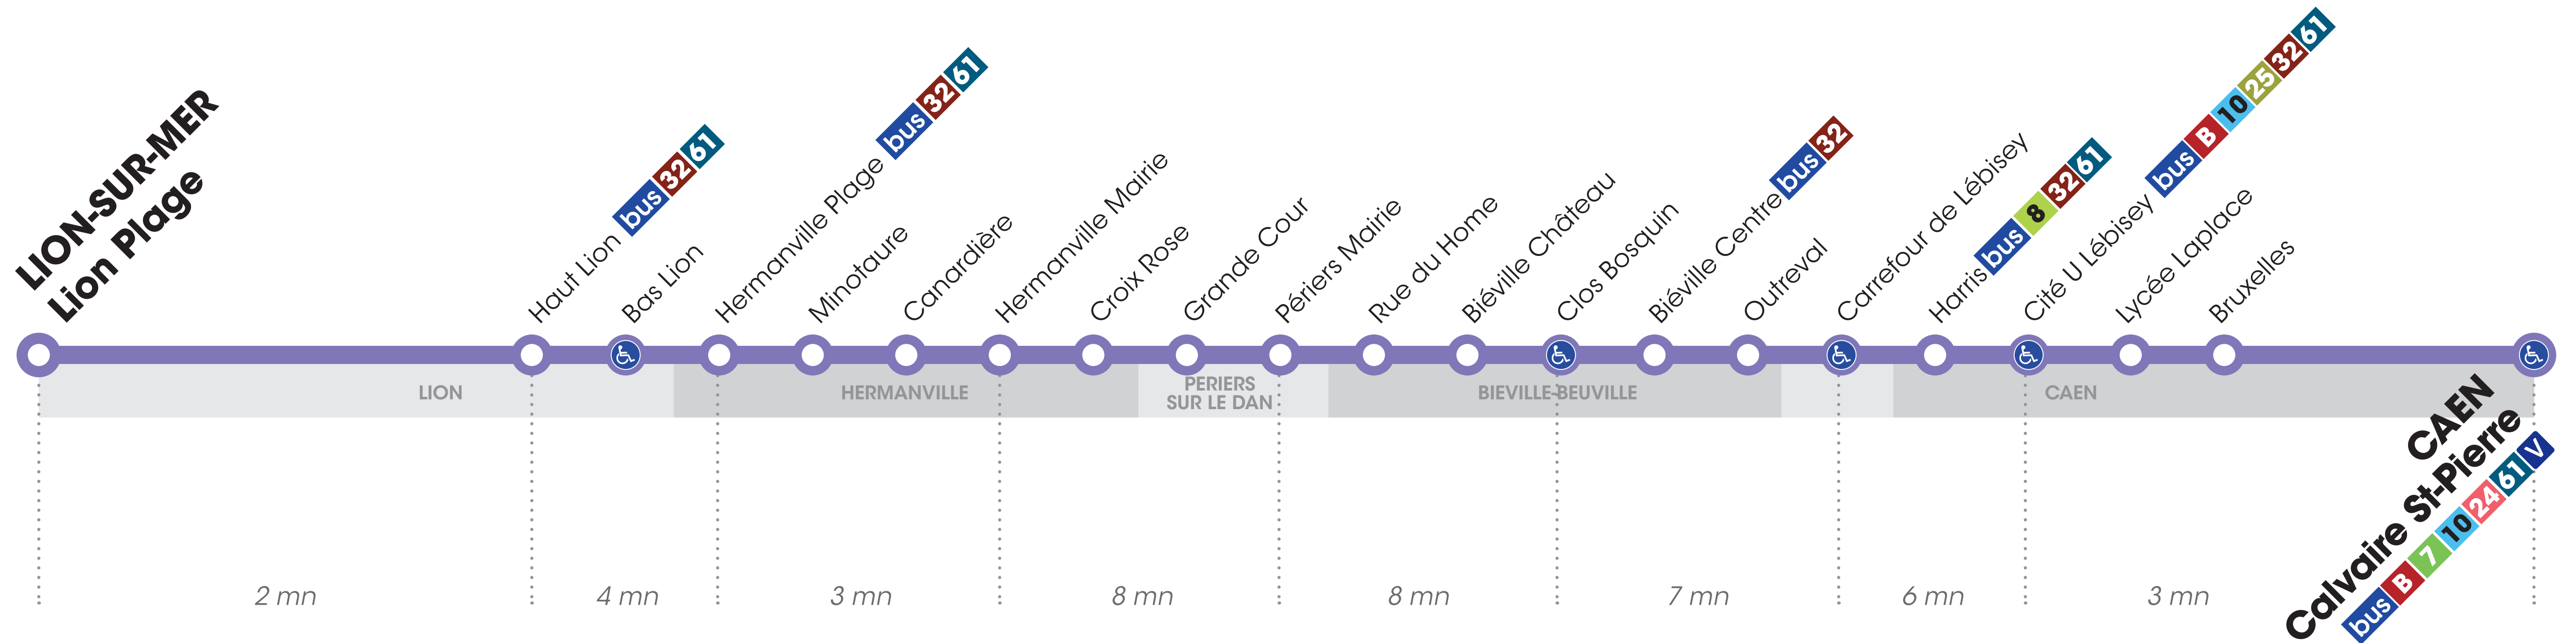 LION-SUR-MER
Lion Plage
Haut Lion bus 32 61
Bas Lion
Hermanville Plage bus 32 61
Minotaure
Canardière
Hermanville Mairie
Croix Rose
Grande Cour
Périers Mairie
Rue du Home
Biéville Château
Clos Bosquin
Biéville Centre bus 32
Outreval
Carrefour de Lébisey
Harris bus 8 32 61
Cité U Lébisey bus B 10 25 32 61
Lycée Laplace
Bruxelles
CAEN
Calvaire St-Pierre
bus B 7 10 24 61 V
LION
HERMANVILLE
PERIERS
SUR LE DAN
BIEVILLE-BEUVILLE
CAEN
2 mn
4 mn
3 mn
8 mn
8 mn
7 mn
6 mn
3 mn